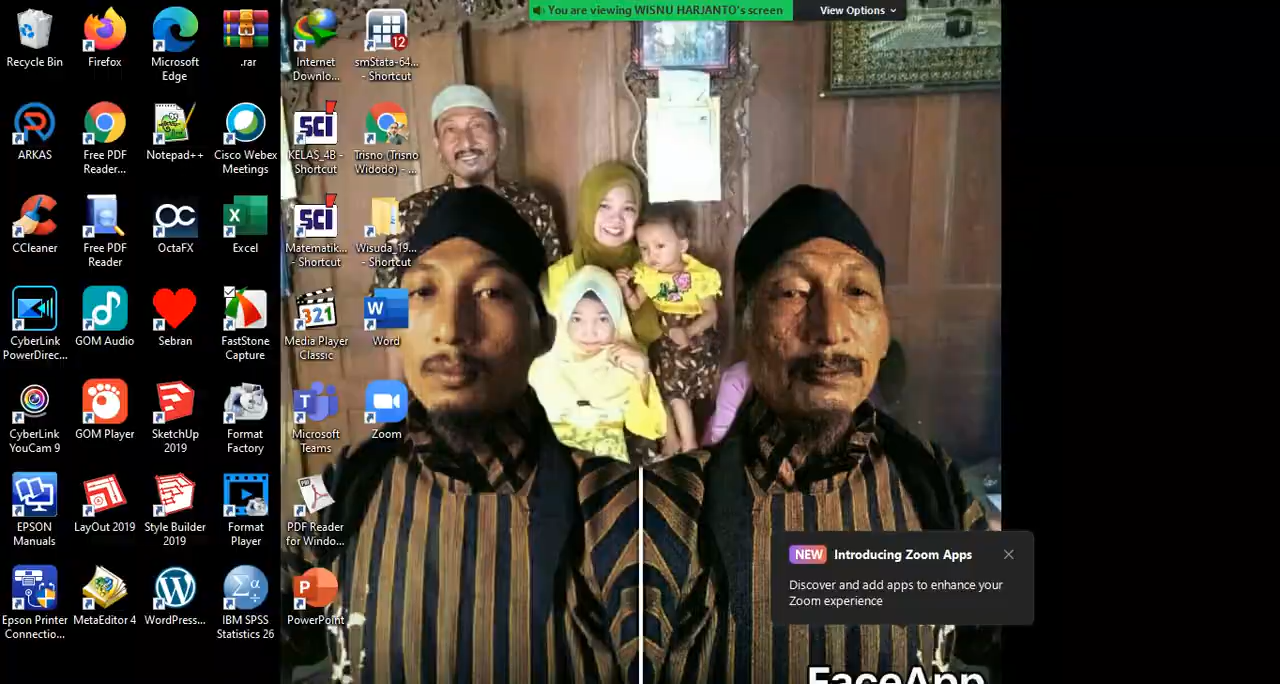 You are viewing WISNU HARJANTO's screen
View Options
Recycle Bin
Firefox
Microsoft
Edge
.rar
Internet
Downlo...
smStata-64...
- Shortcut
12
ARKAS
Free PDF
Reader...
Notepad++
Cisco Webex
Meetings
SCI
KELAS_4B -
Shortcut
Trisno (Trisno
Widodo) - ...
CCleaner
Free PDF
Reader
OC
OctaFX
X
Excel
SCI
Matematik...
- Shortcut
Wisuda_19...
- Shortcut
CyberLink
PowerDirec...
GOM Audio
Sebran
FastStone
Capture
321
Media Player
Classic
W
Word
CyberLink
YouCam 9
GOM Player
SketchUp
2019
Format
Factory
T
Microsoft
Teams
Zoom
EPSON
Manuals
LayOut 2019
Style Builder
2019
Format
Player
PDF Reader
for Windo...
Epson Printer
Connectio...
MetaEditor 4
WordPress...
Σα
IBM SPSS
Statistics 26
P
PowerPoint
NEW Introducing Zoom Apps
Discover and add apps to enhance your
Zoom experience
FaceApp